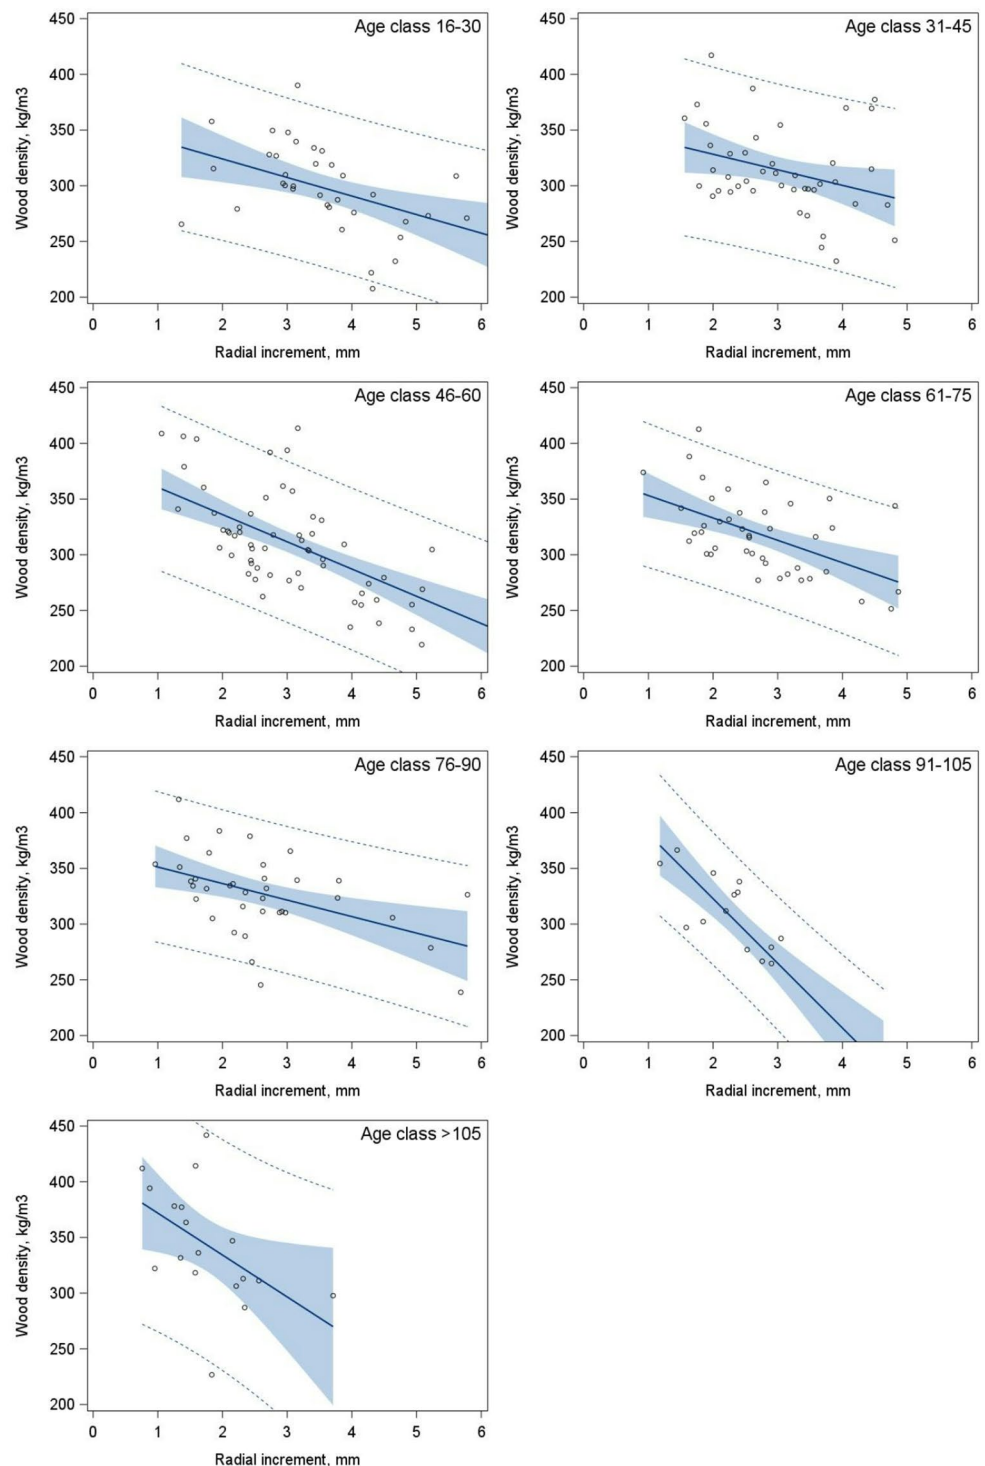 Age class 16-30
450
400
350
300
250
200
Wood density, kg/m3
0 1 2 3 4 5 6
Radial increment, mm
Age class 31-45
450
400
350
300
250
200
Wood density, kg/m3
0 1 2 3 4 5 6
Radial increment, mm
Age class 46-60
450
400
350
300
250
200
Wood density, kg/m3
0 1 2 3 4 5 6
Radial increment, mm
Age class 61-75
450
400
350
300
250
200
Wood density, kg/m3
0 1 2 3 4 5 6
Radial increment, mm
Age class 76-90
450
400
350
300
250
200
Wood density, kg/m3
0 1 2 3 4 5 6
Radial increment, mm
Age class 91-105
450
400
350
300
250
200
Wood density, kg/m3
0 1 2 3 4 5 6
Radial increment, mm
Age class >105
450
400
350
300
250
200
Wood density, kg/m3
0 1 2 3 4 5 6
Radial increment, mm